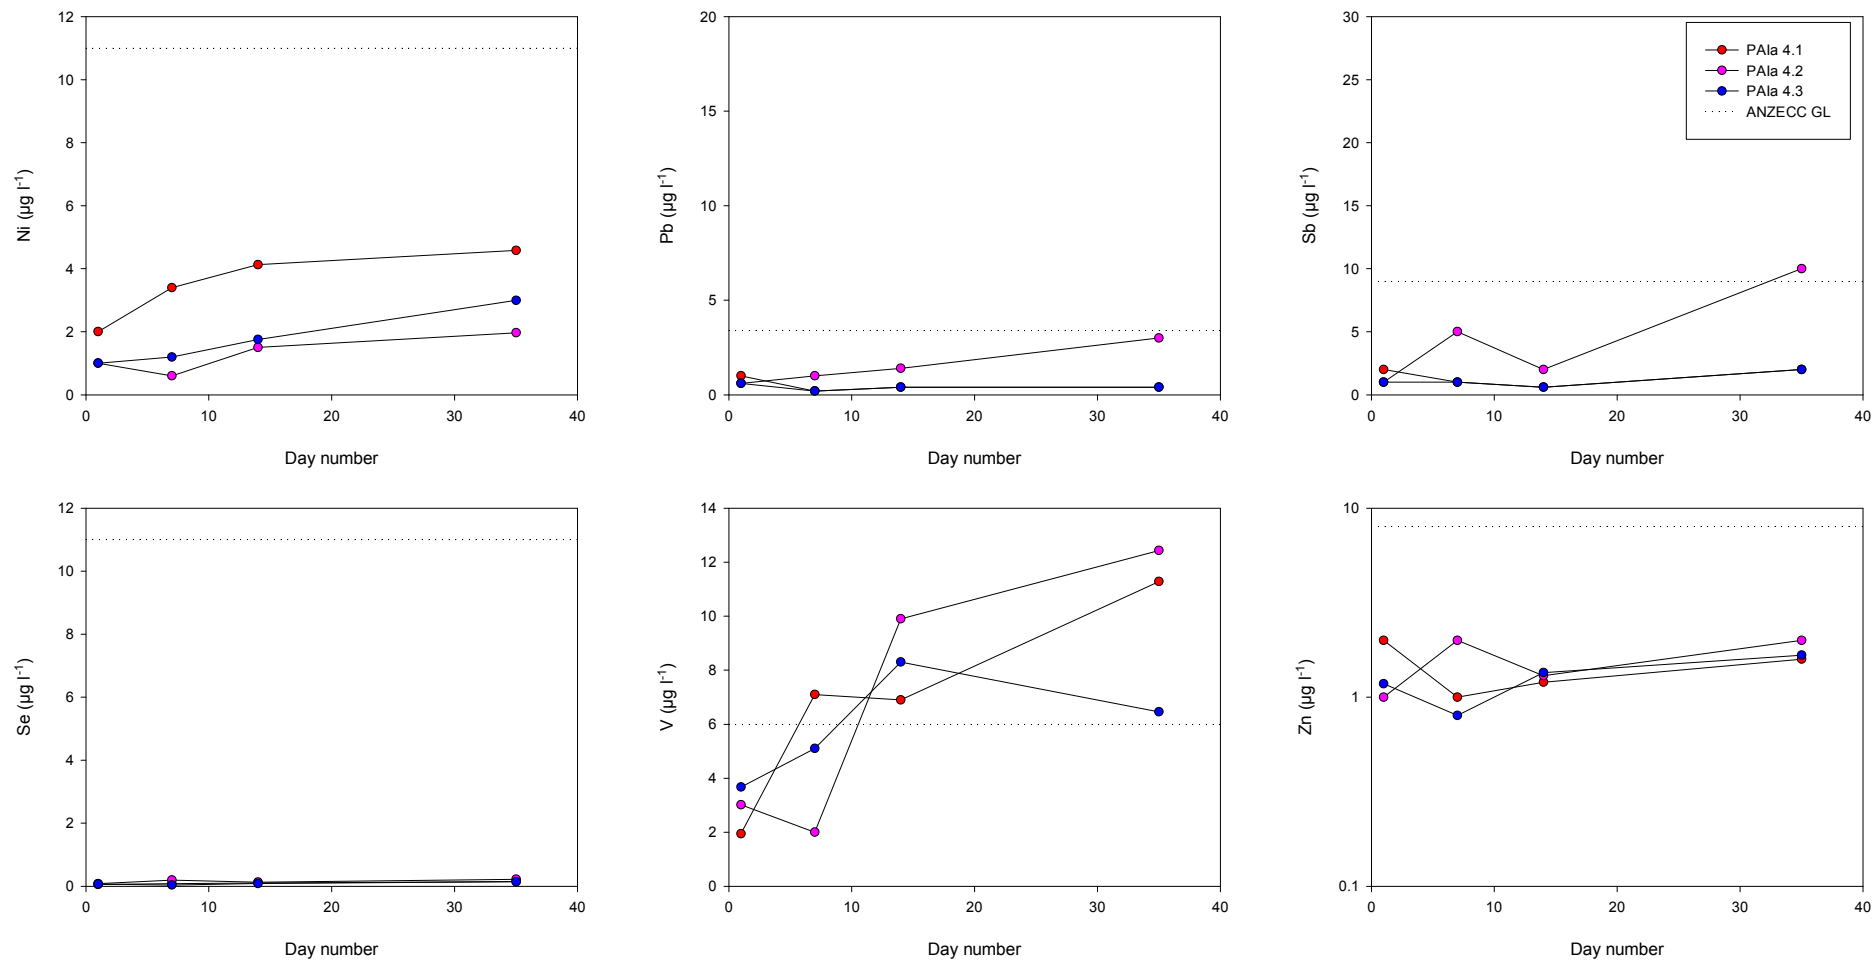 12
10
8
6
4
2
0
Ni (µg l-1)
0 10 20 30 40
Day number
20
15
10
5
0
Pb (µg l-1)
0 10 20 30 40
Day number
30
25
20
15
10
5
0
Sb (µg l-1)
0 10 20 30 40
Day number
PAIa 4.1
PAIa 4.2
PAIa 4.3
ANZECC GL
12
10
8
6
4
2
0
Se (µg l-1)
0 10 20 30 40
Day number
14
12
10
8
6
4
2
0
V (µg l-1)
0 10 20 30 40
Day number
10
1
0.1
Zn (µg l-1)
0 10 20 30 40
Day number